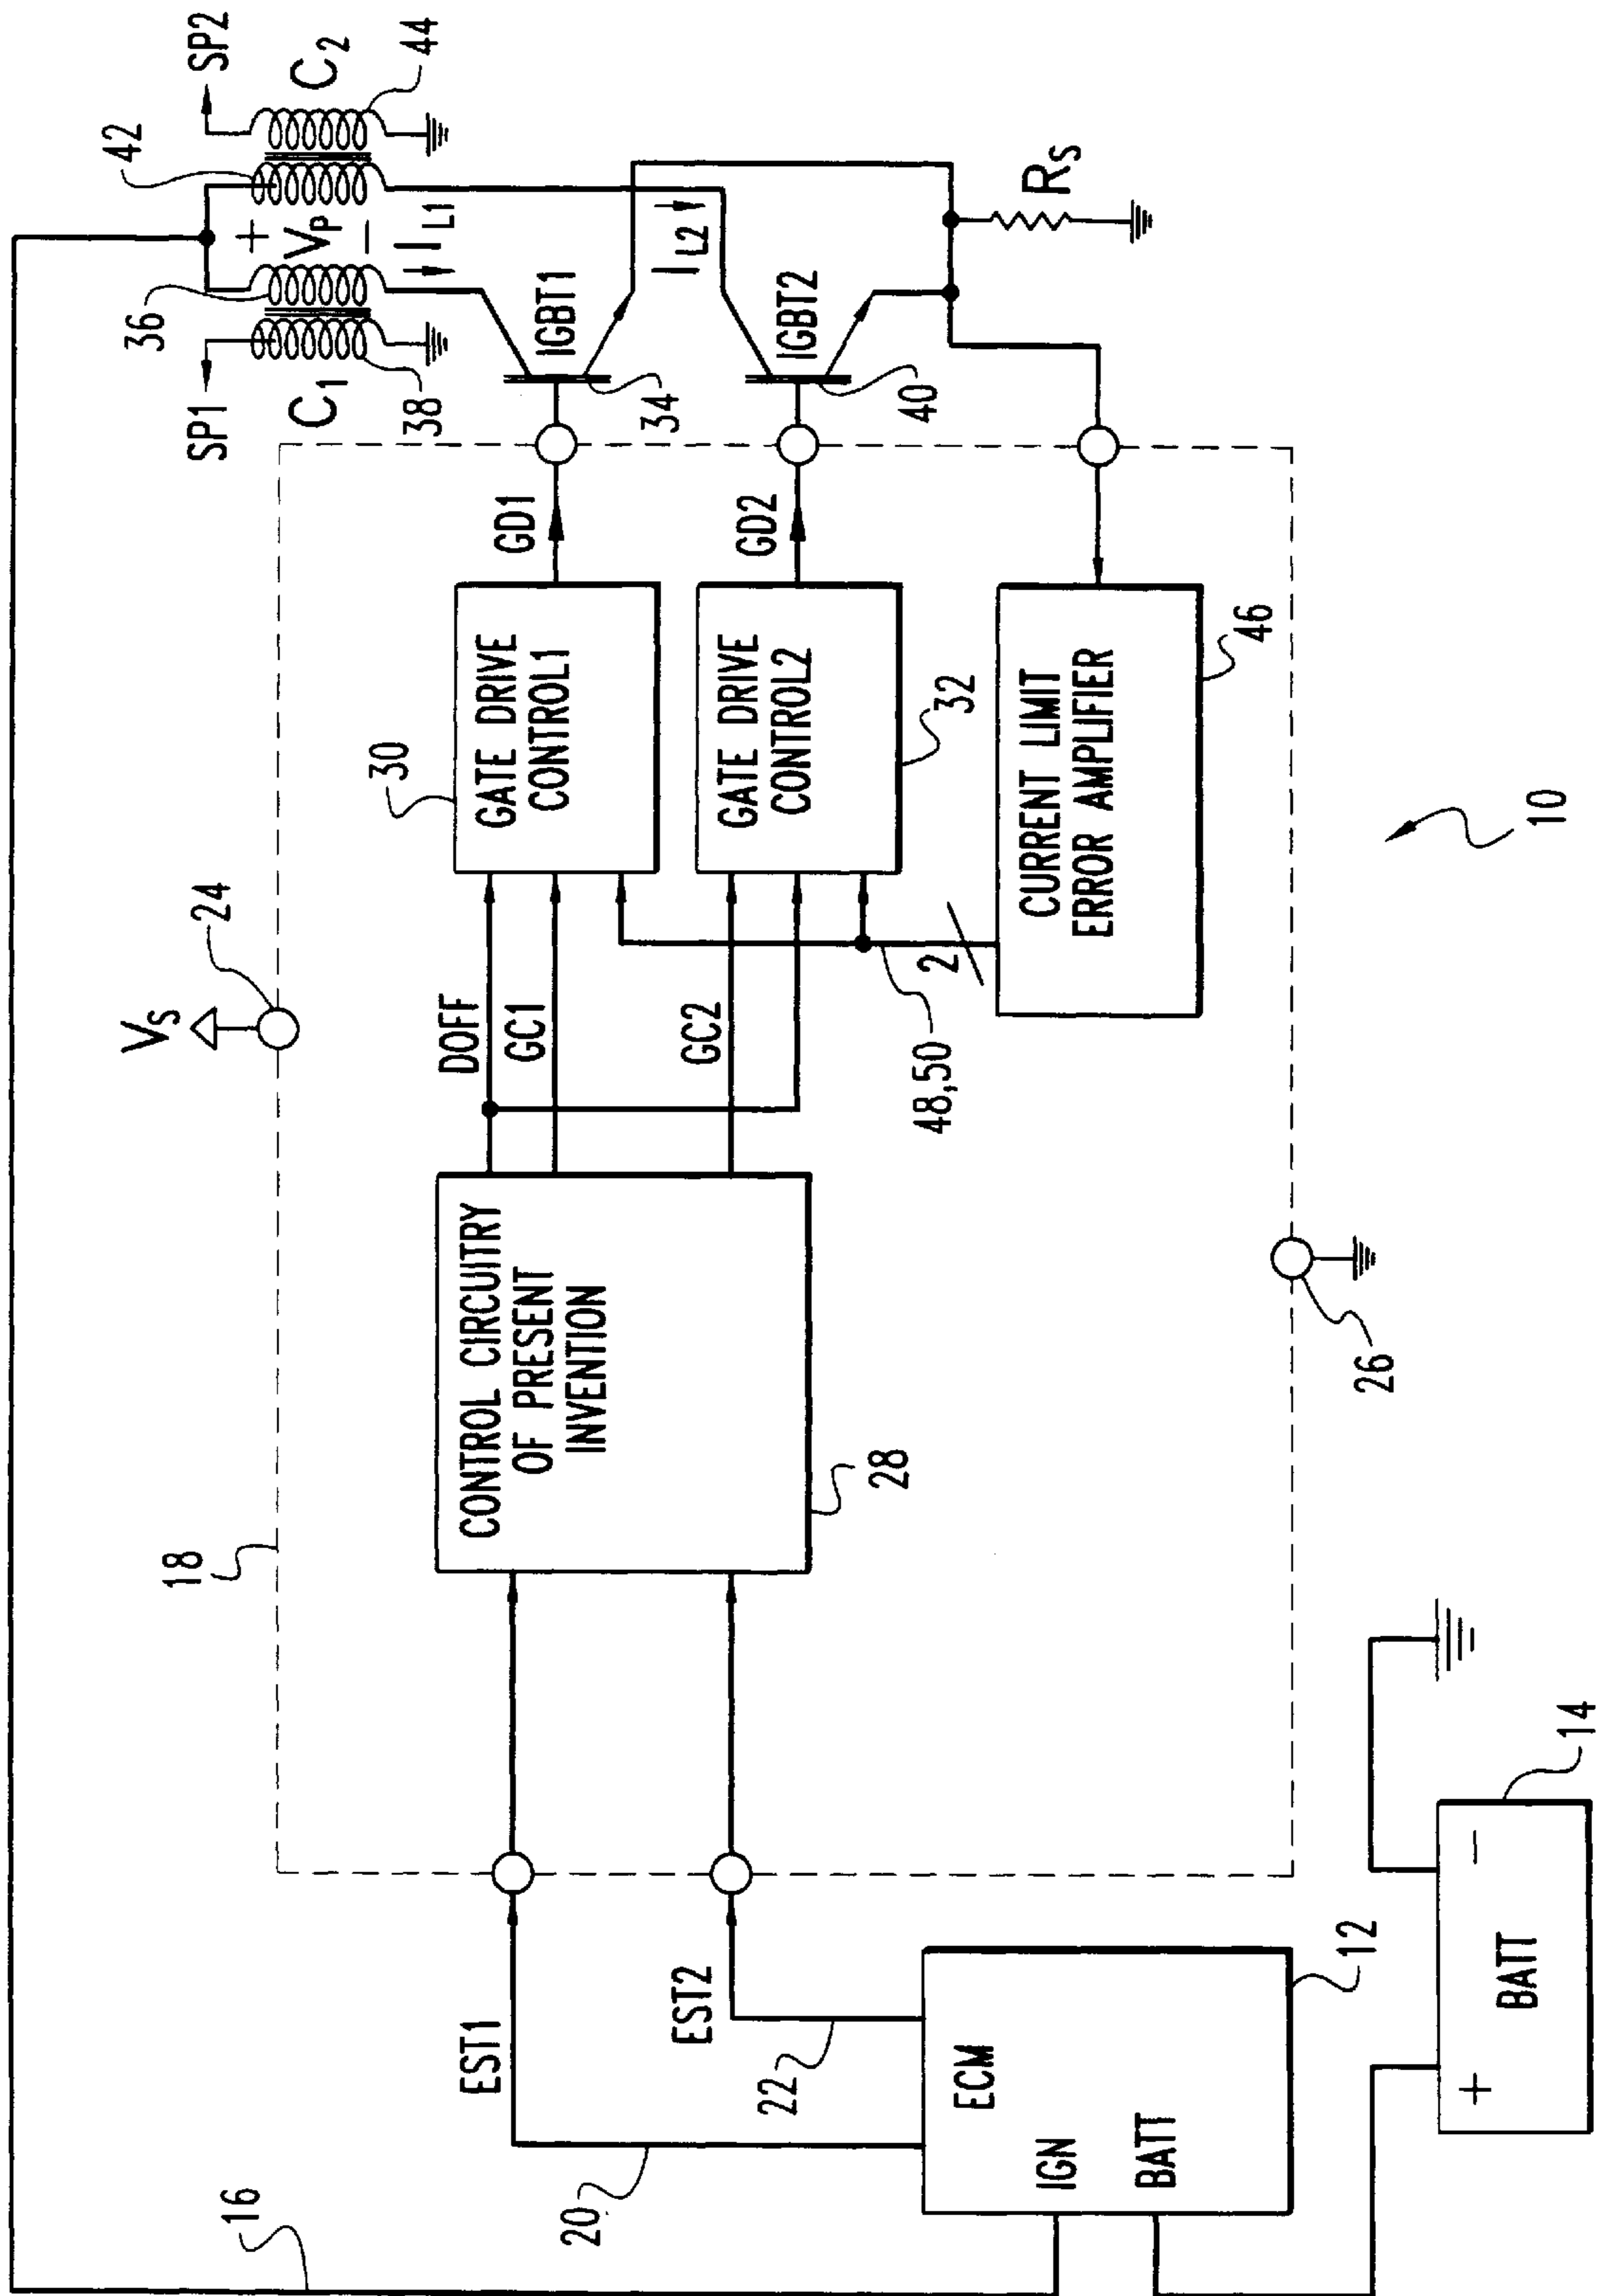 16
20
EST1
22
EST2
ECM
IGN
BATT
12
+
-
BATT
14
18
CONTROL CIRCUITRY
OF PRESENT
INVENTION
28
26
VS
24
DOFF
GC1
GC2
48,50
2
30
GATE DRIVE
CONTROL1
GATE DRIVE
CONTROL2
32
CURRENT LIMIT
ERROR AMPLIFIER
46
10
GD1
GD2
SP1
C1
38
36
42
SP2
C2
44
+
VP
-
IL1
IGBT1
34
IL2
IGBT2
40
RS